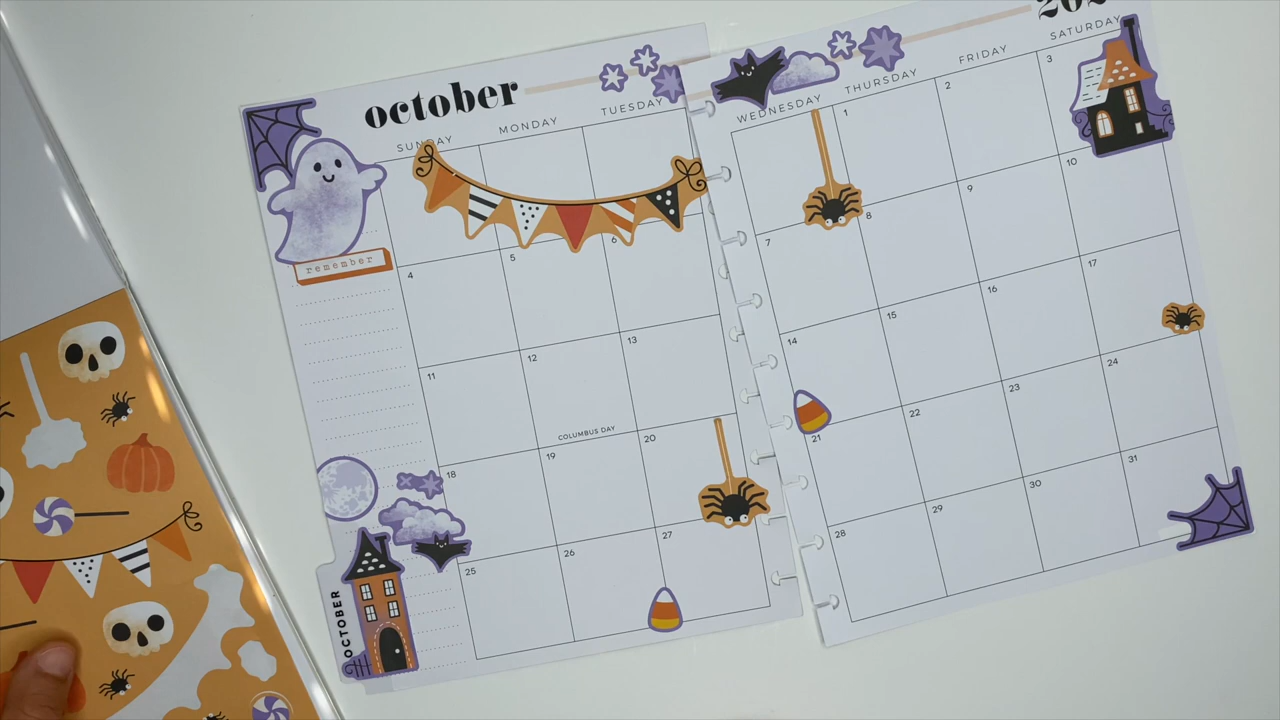 october
202
SUNDAY MONDAY TUESDAY WEDNESDAY THURSDAY FRIDAY SATURDAY
1 2 3
remember
4 5 6 7 8 9 10
11 12 13 14 15 16 17
COLUMBUS DAY
18 19 20 21 22 23 24
25 26 27 28 29 30 31
OCTOBER